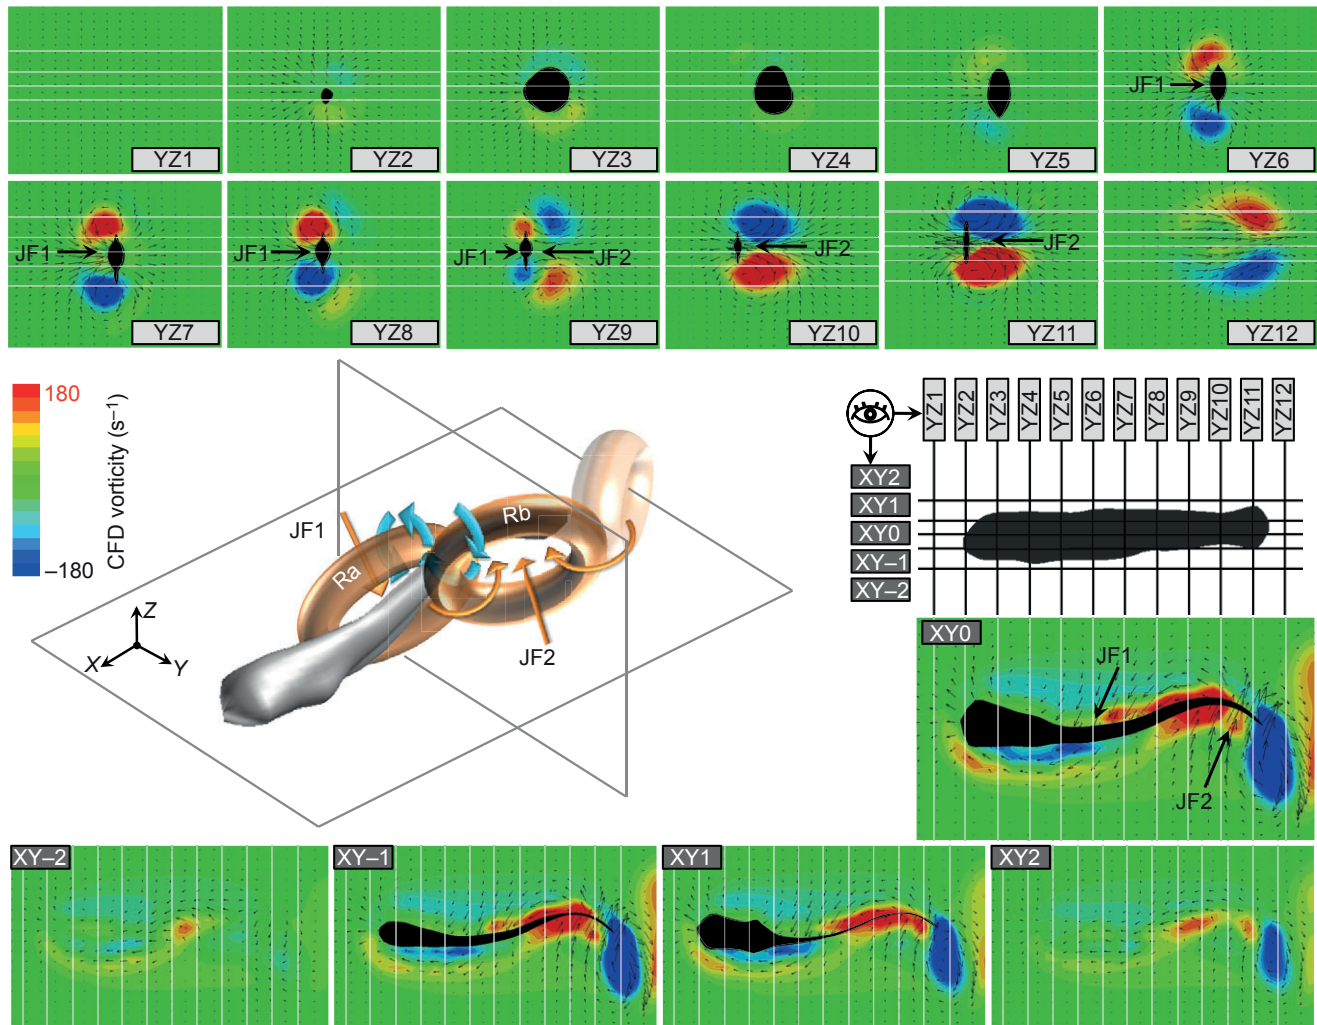 YZ1
YZ2
YZ3
YZ4
YZ5
JF1
YZ6
JF1
YZ7
JF1
YZ8
JF1
JF2
YZ9
JF2
YZ10
JF2
YZ11
YZ12
180
–180
CFD vorticity (s–1)
JF1
Ra
Rb
JF2
Z
X
Y
YZ1
YZ2
YZ3
YZ4
YZ5
YZ6
YZ7
YZ8
YZ9
YZ10
YZ11
YZ12
XY2
XY1
XY0
XY–1
XY–2
XY0
JF1
JF2
XY–2
XY–1
XY1
XY2